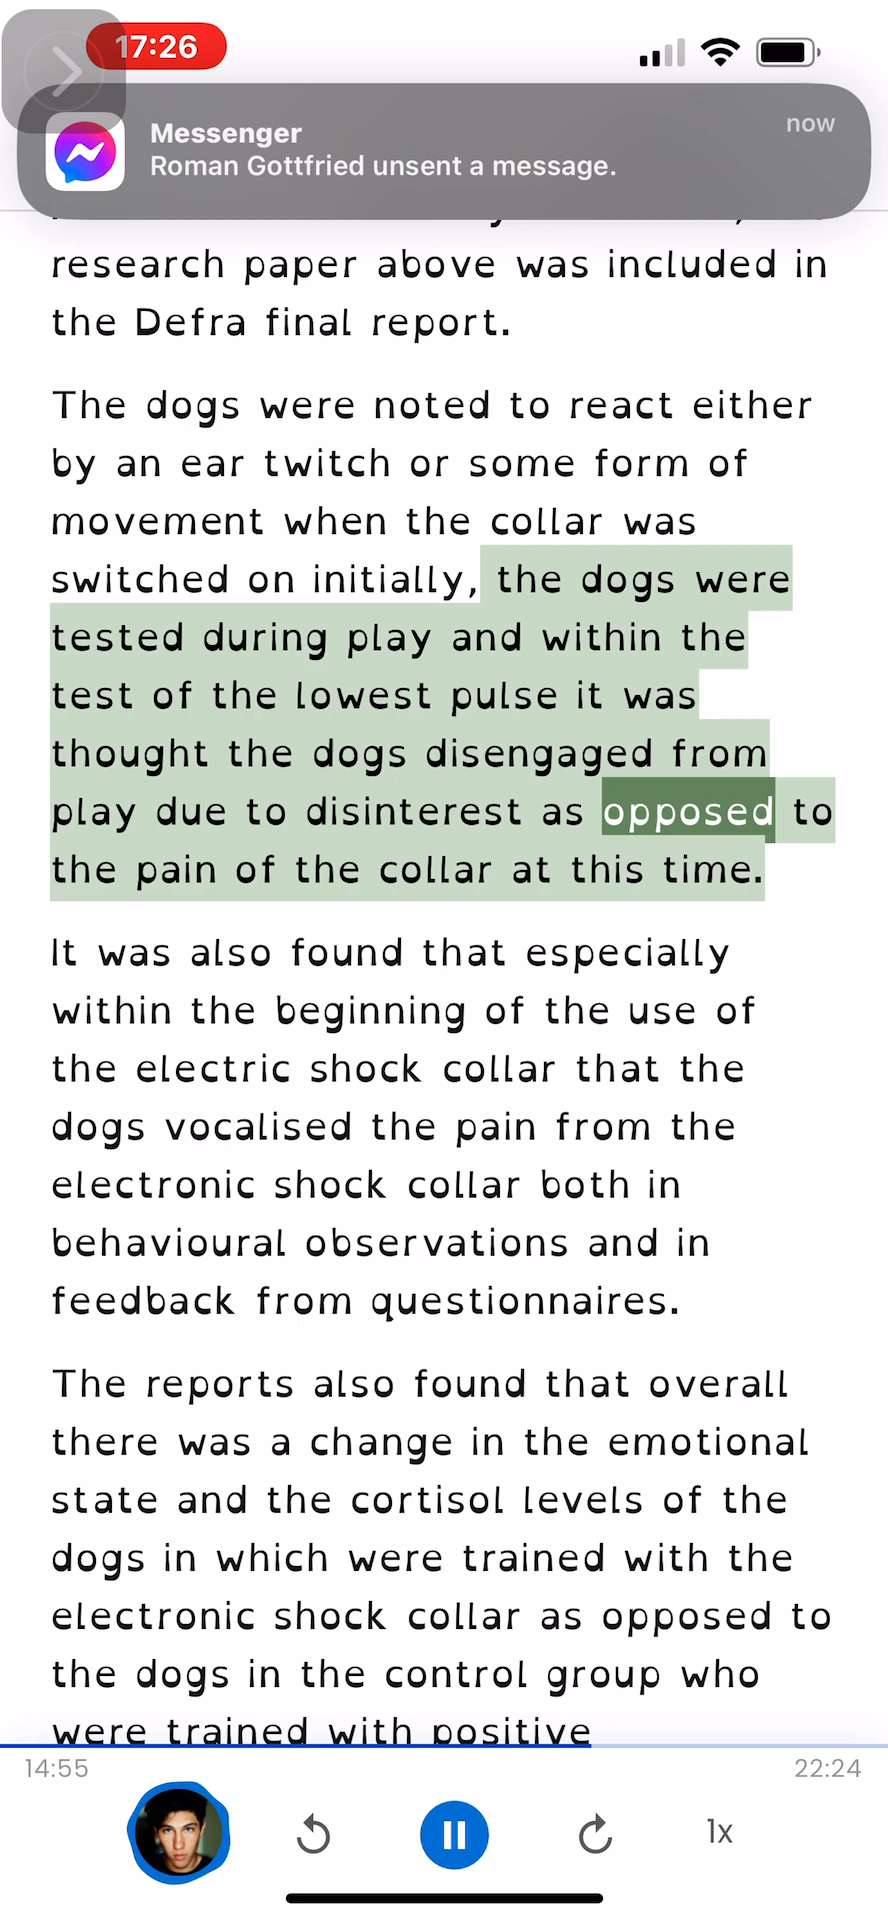 17:26
Messenger
now
Roman Gottfried unsent a message.
research paper above was included in
the Defra final report.
The dogs were noted to react either
by an ear twitch or some form of
movement when the collar was
switched on initially, the dogs were
tested during play and within the
test of the lowest pulse it was
thought the dogs disengaged from
play due to disinterest as opposed to
the pain of the collar at this time.
It was also found that especially
within the beginning of the use of
the electric shock collar that the
dogs vocalised the pain from the
electronic shock collar both in
behavioural observations and in
feedback from questionnaires.
The reports also found that overall
there was a change in the emotional
state and the cortisol levels of the
dogs in which were trained with the
electronic shock collar as opposed to
the dogs in the control group who
were trained with positive
14:55
22:24
1x